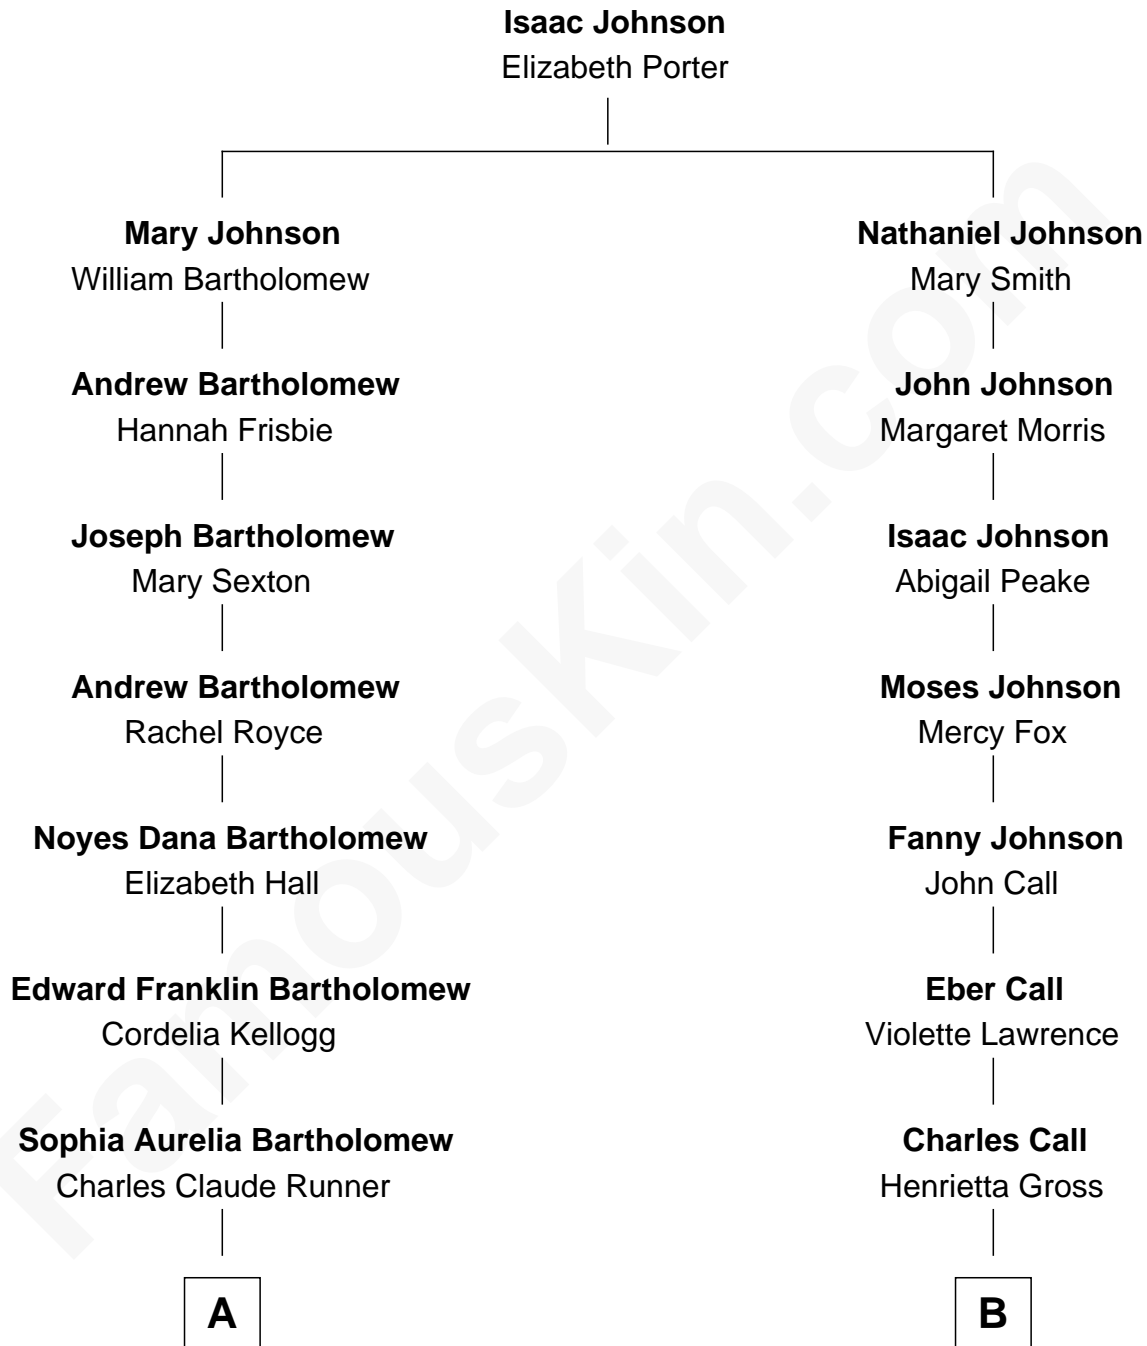 Isaac Johnson
Elizabeth Porter
Mary Johnson
William Bartholomew
Nathaniel Johnson
Mary Smith
Andrew Bartholomew
Hannah Frisbie
John Johnson
Margaret Morris
Joseph Bartholomew
Mary Sexton
Isaac Johnson
Abigail Peake
Andrew Bartholomew
Rachel Royce
Moses Johnson
Mercy Fox
Noyes Dana Bartholomew
Elizabeth Hall
Fanny Johnson
John Call
Edward Franklin Bartholomew
Cordelia Kellogg
Eber Call
Violette Lawrence
Sophia Aurelia Bartholomew
Charles Claude Runner
Charles Call
Henrietta Gross
A
B
FamousKin.com